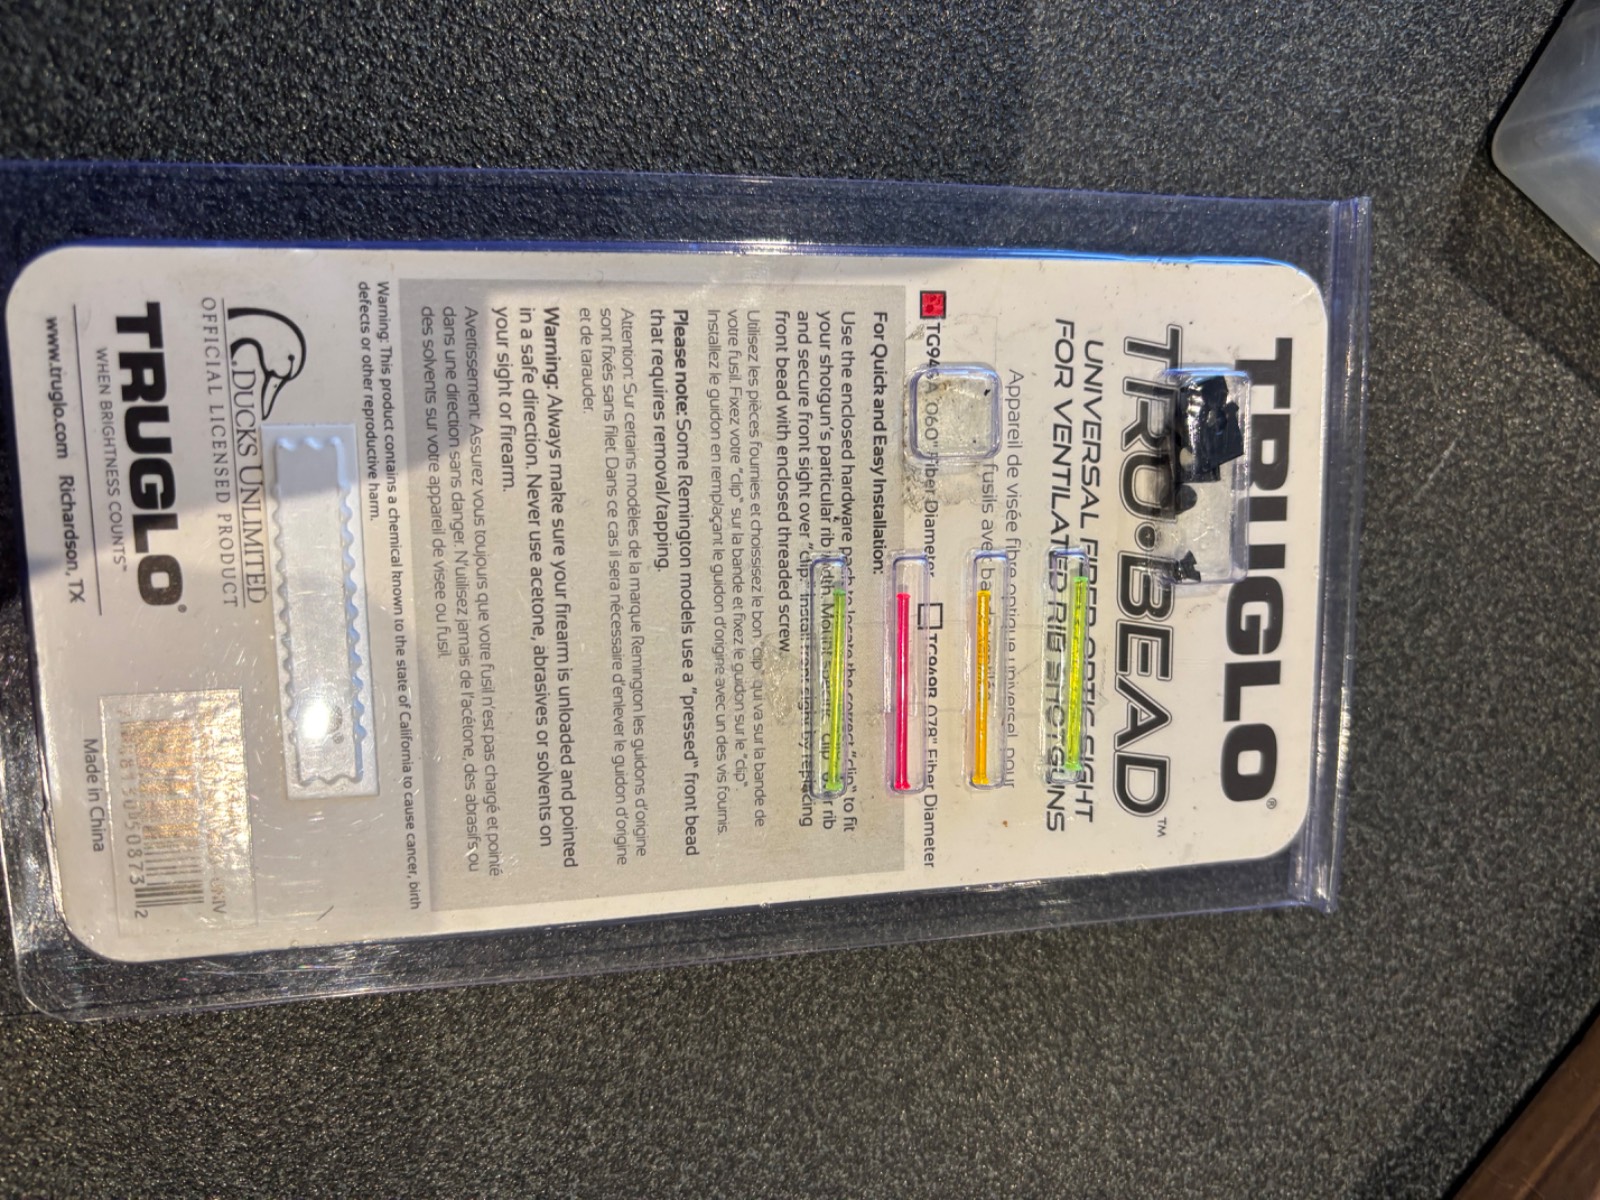 TRUGLO®
TRU•BEAD™
UNIVERSAL FIBER OPTIC SIGHT
FOR VENTILATED RIB SHOTGUNS
Appareil de visée fibre optique universel pour
fusils avec
TG949A .060" Fiber Diameter TG949B .078" Fiber Diameter
For Quick and Easy Installation:
Use the enclosed hardware pack to locate the correct "clip" to fit
your shotgun's particular rib width. Mount specific "clip" rib
and secure front sight over "clip." Install front sight by replacing
front bead with enclosed threaded screw.
Utilisez les pièces fournies et choisissez le bon "clip" qui va sur la bande de
votre fusil. Fixez votre "clip" sur la bande et fixez le guidon sur le "clip".
Installez le guidon en remplaçant le guidon d'origine avec un des vis fournis.
Please note: Some Remington models use a "pressed" front bead
that requires removal/tapping.
Attention: Sur certains modèles de la marque Remington les guidons d'origine
sont fixés sans filet. Dans ce cas il sera nécessaire d'enlever le guidon d'origine
et de tarauder.
Warning: Always make sure your firearm is unloaded and pointed
in a safe direction. Never use acetone, abrasives or solvents on
your sight or firearm.
Avertissement: Assurez vous toujours que votre fusil n'est pas chargé et pointé
dans une direction sans danger. N'utilisez jamais de l'acétone, des abrasifs ou
des solvents sur votre appareil de visée ou fusil.
Warning: This product contains a chemical known to the state of California to cause cancer, birth
defects or other reproductive harm.
DUCKS UNLIMITED®
OFFICIAL LICENSED PRODUCT
UNIV
TRUGLO®
WHEN BRIGHTNESS COUNTS™
50873 2
www.truglo.com Richardson, TX Made in China